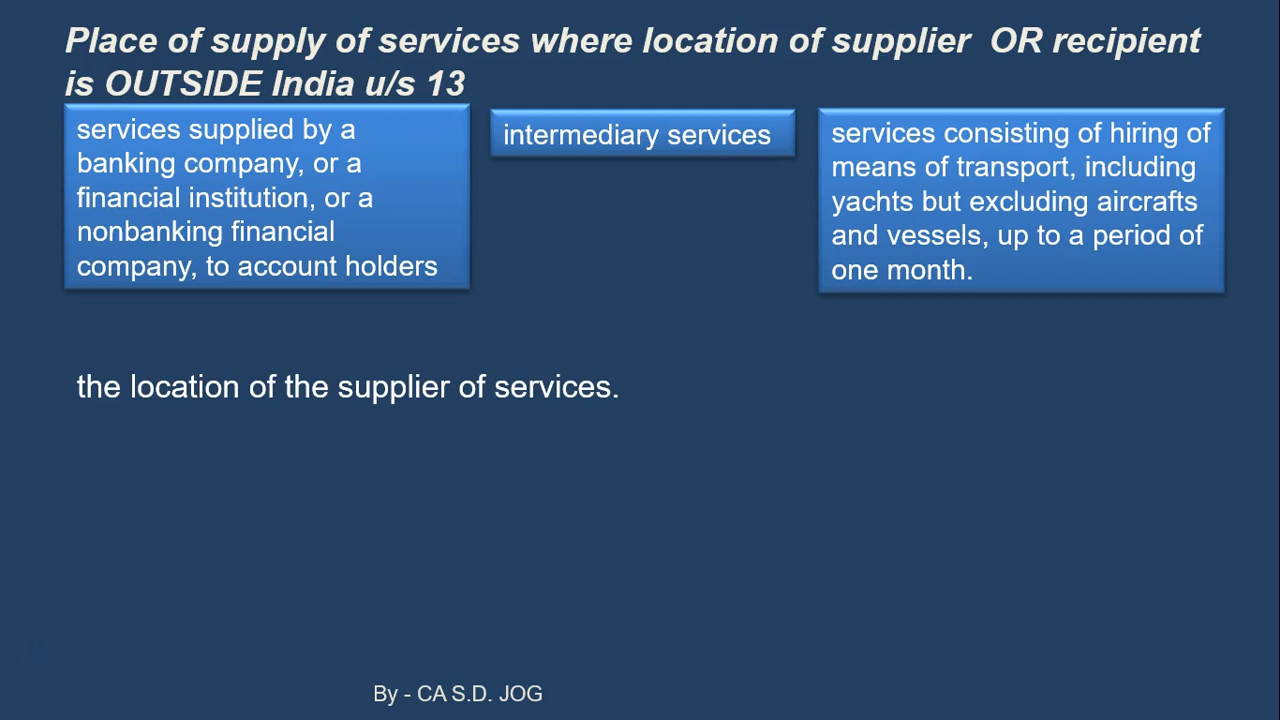 Place of supply of services where location of supplier OR recipient
is OUTSIDE India u/s 13
services supplied by a
banking company, or a
financial institution, or a
nonbanking financial
company, to account holders
intermediary services
services consisting of hiring of
means of transport, including
yachts but excluding aircrafts
and vessels, up to a period of
one month.
the location of the supplier of services.
By - CA S.D. JOG